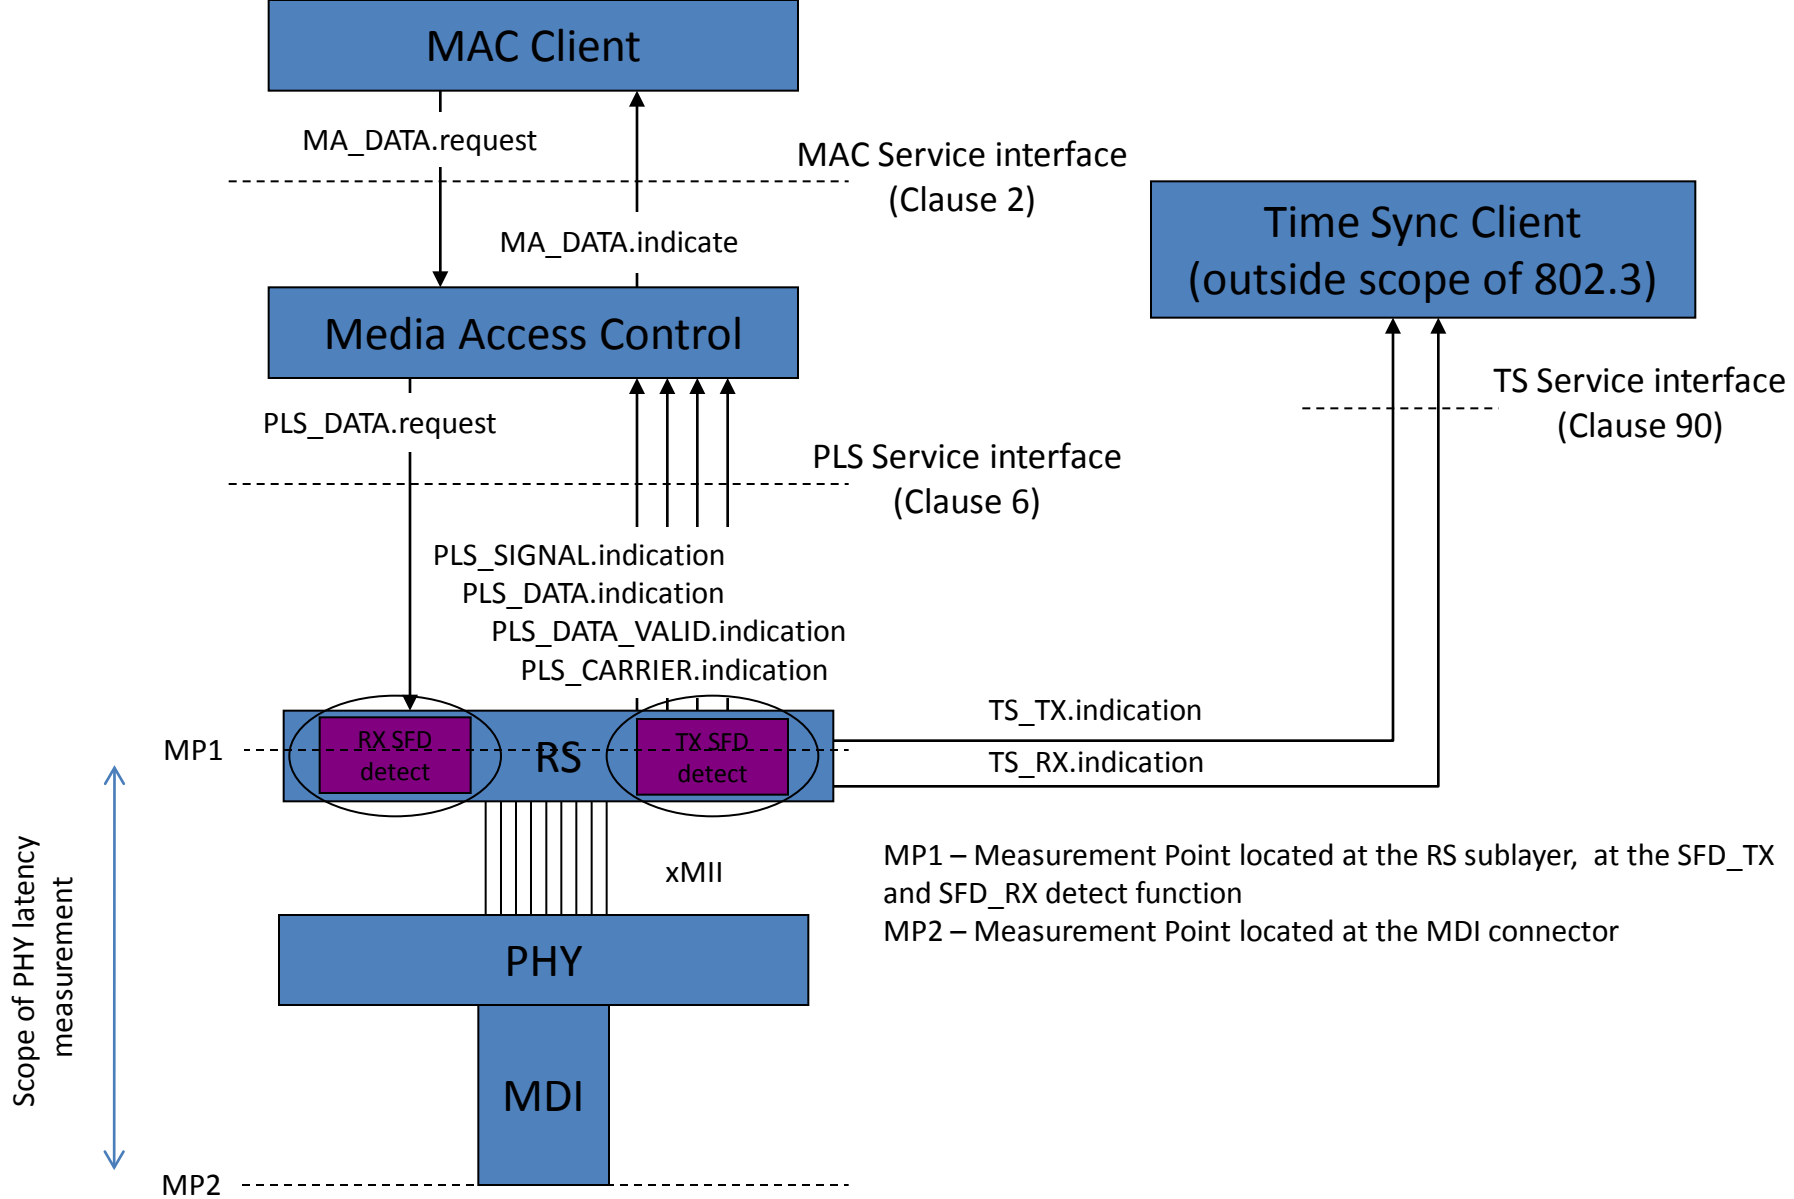 MAC Client
MA_DATA.request
MAC Service interface
(Clause 2)
MA_DATA.indicate
Time Sync Client
(outside scope of 802.3)
Media Access Control
TS Service interface
(Clause 90)
PLS_DATA.request
PLS Service interface
(Clause 6)
PLS_SIGNAL.indication
PLS_DATA.indication
PLS_DATA_VALID.indication
PLS_CARRIER.indication
MP1
RX SFD
detect
RS
TX SFD
detect
TS_TX.indication
TS_RX.indication
Scope of PHY latency
measurement
xMII
MP1 – Measurement Point located at the RS sublayer, at the SFD_TX
and SFD_RX detect function
MP2 – Measurement Point located at the MDI connector
PHY
MDI
MP2